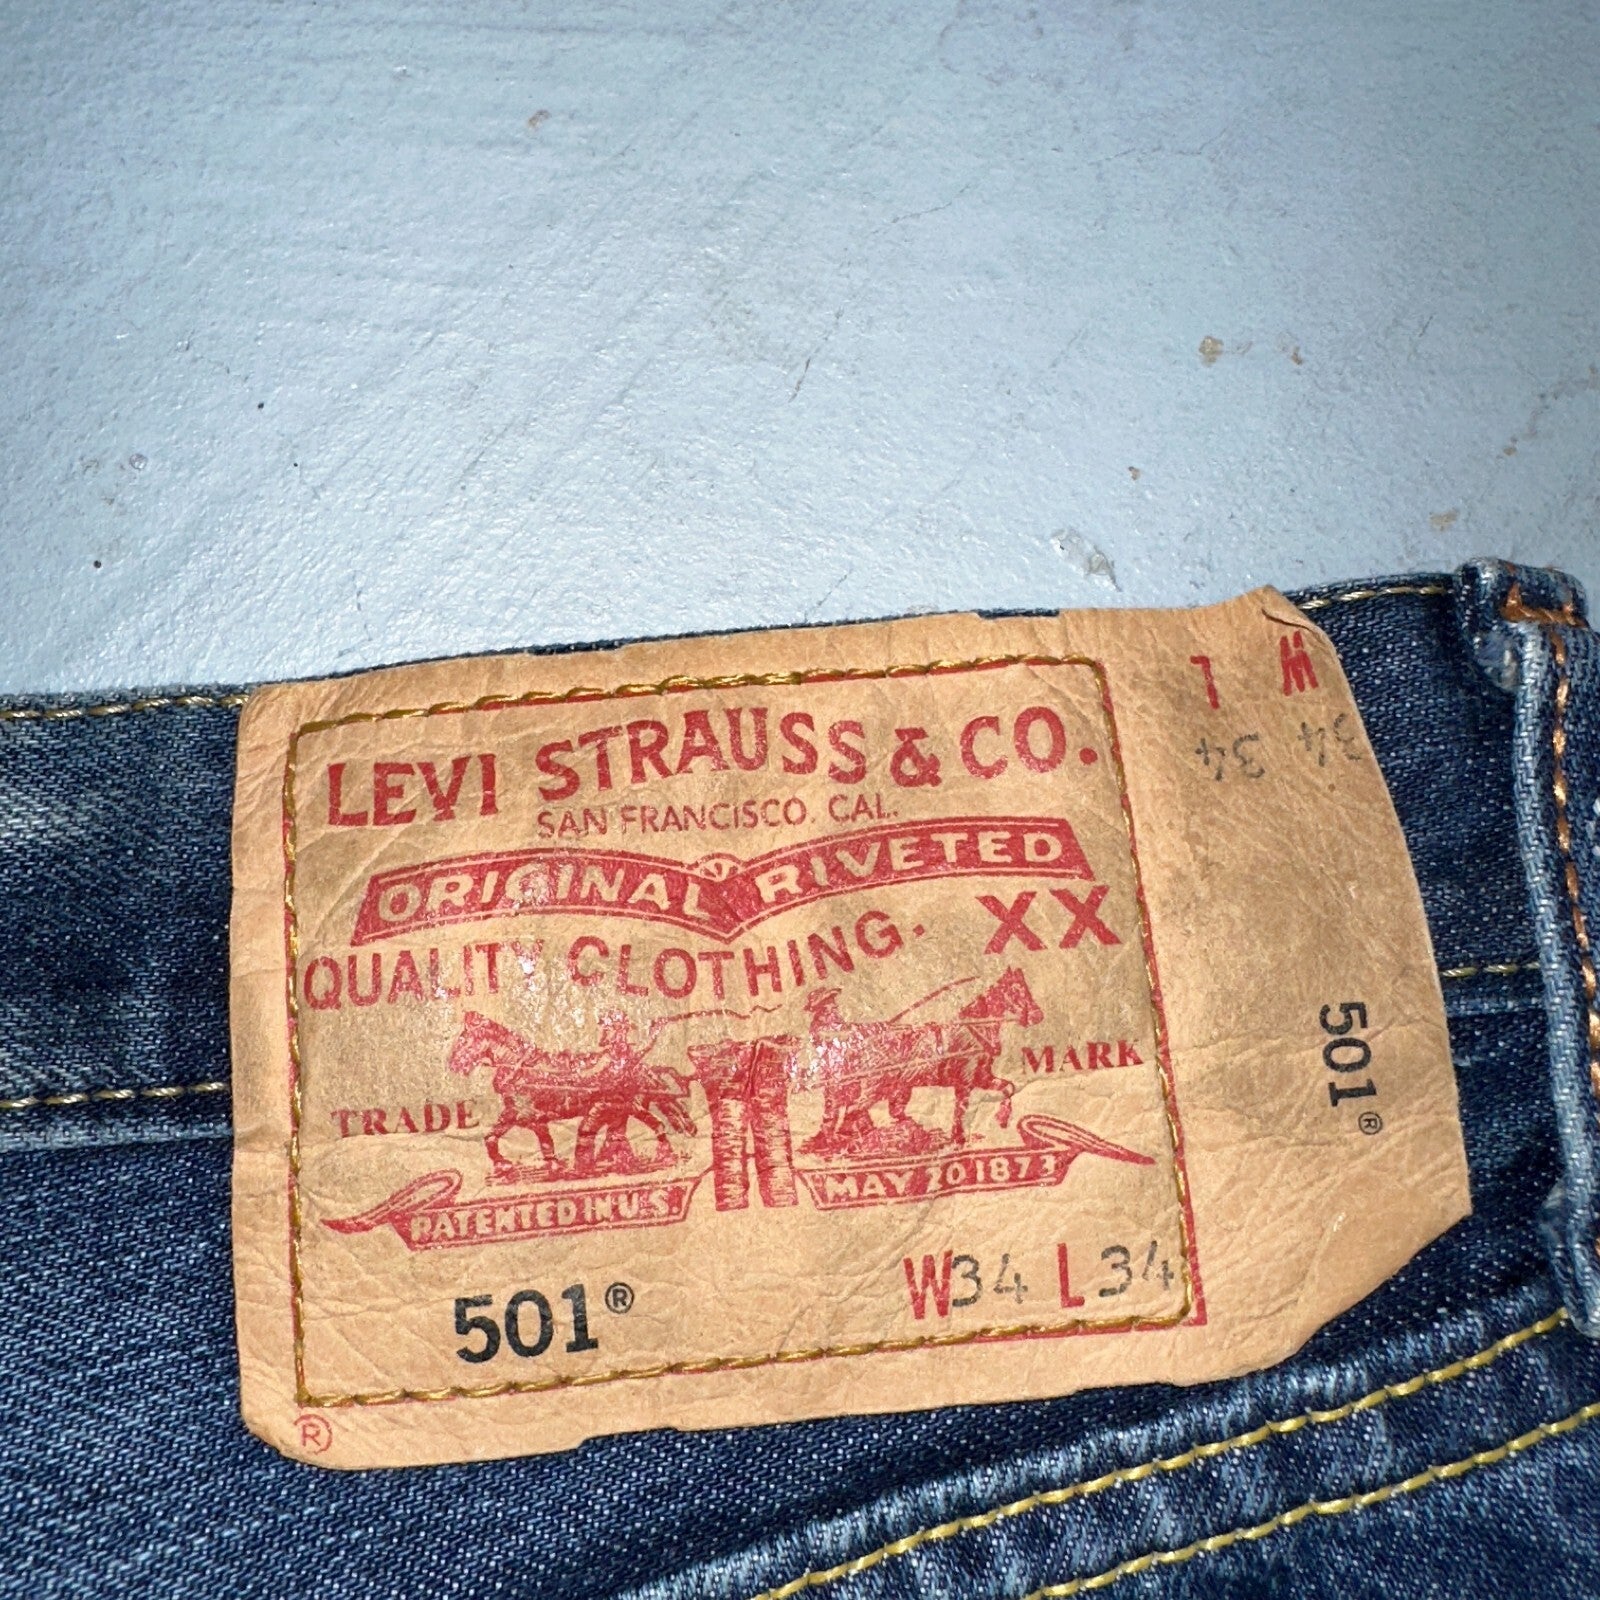 LEVI STRAUSS & CO.
SAN FRANCISCO. CAL.
ORIGINAL RIVETED
QUALITY CLOTHING. XX
TRADE MARK
PATENTED IN U.S. MAY 20 1873
501® W34 L34
®
W 34
L 34
501®